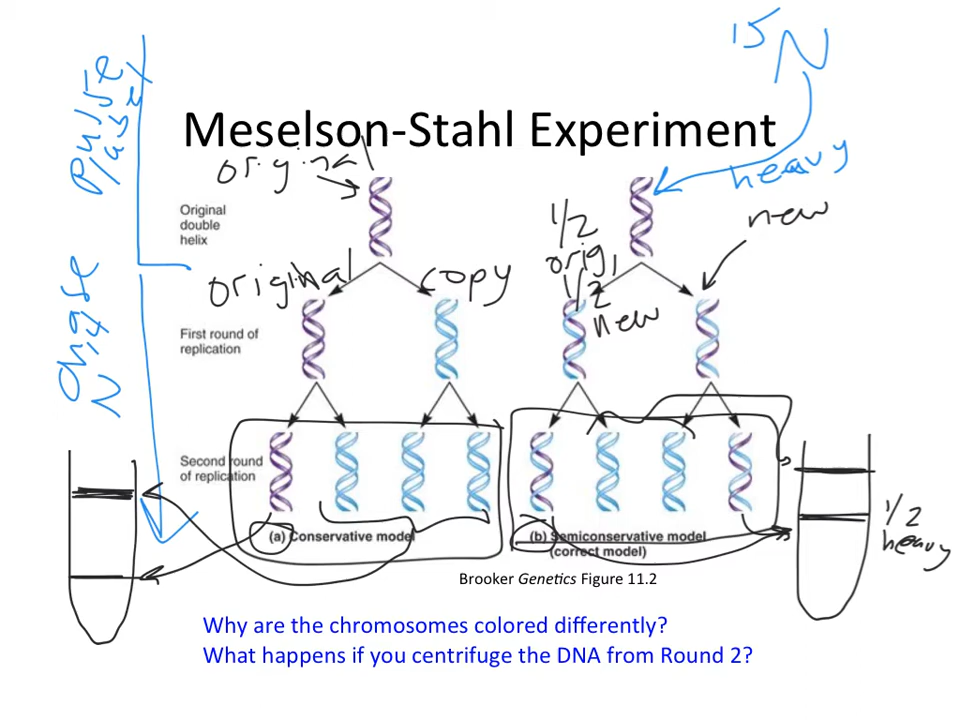 15
N
Pulse
Phase
Meselson-Stahl Experiment
original
heavy
Original
double
helix
1/2
orig,
1/2
new
new
original
copy
First round of
replication
Chase
N
Second round
of replication
1/2
heavy
(a) Conservative model
(b) Semiconservative model
(correct model)
Brooker Genetics Figure 11.2
Why are the chromosomes colored differently?
What happens if you centrifuge the DNA from Round 2?